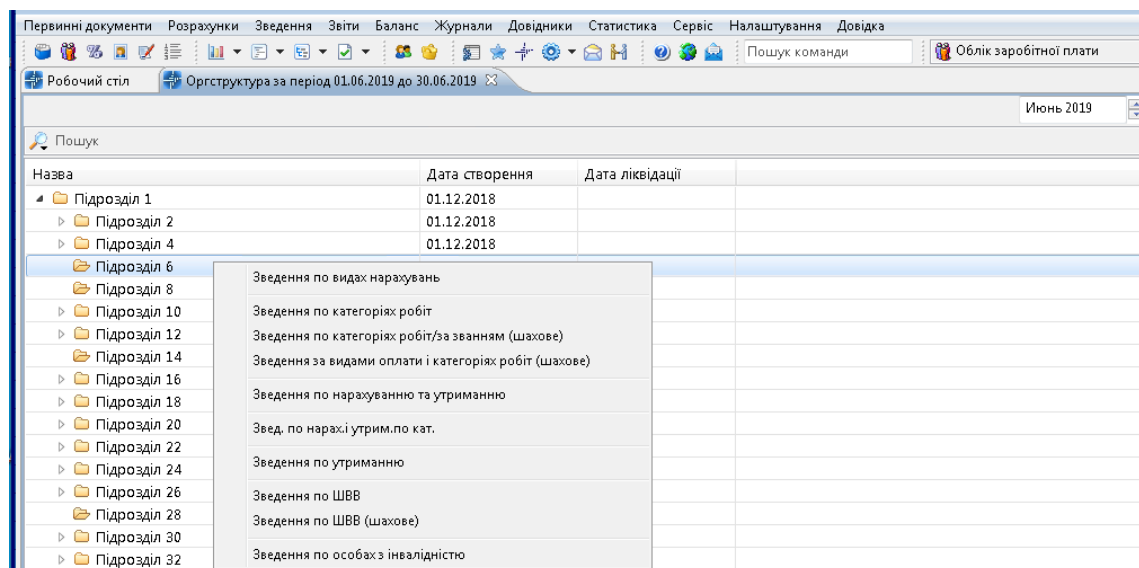 Первинні документи Розрахунки Зведення Звіти Баланс Журнали Довідники Статистика Сервіс Налаштування Довідка
Пошук команди Облік заробітної плати
Робочий стіл Оргструктура за період 01.06.2019 до 30.06.2019
Июнь 2019
Пошук
Назва Дата створення Дата ліквідації
Підрозділ 1 01.12.2018
Підрозділ 2 01.12.2018
Підрозділ 4 01.12.2018
Підрозділ 6
Зведення по видах нарахувань
Підрозділ 8
Підрозділ 10 Зведення по категоріях робіт
Підрозділ 12 Зведення по категоріях робіт/за званням (шахове)
Підрозділ 14 Зведення за видами оплати і категоріях робіт (шахове)
Підрозділ 16
Зведення по нарахуванню та утриманню
Підрозділ 18
Підрозділ 20 Звед. по нарах.і утрим.по кат.
Підрозділ 22
Зведення по утриманню
Підрозділ 24
Підрозділ 26 Зведення по ШВВ
Підрозділ 28 Зведення по ШВВ (шахове)
Підрозділ 30
Зведення по особах з інвалідністю
Підрозділ 32